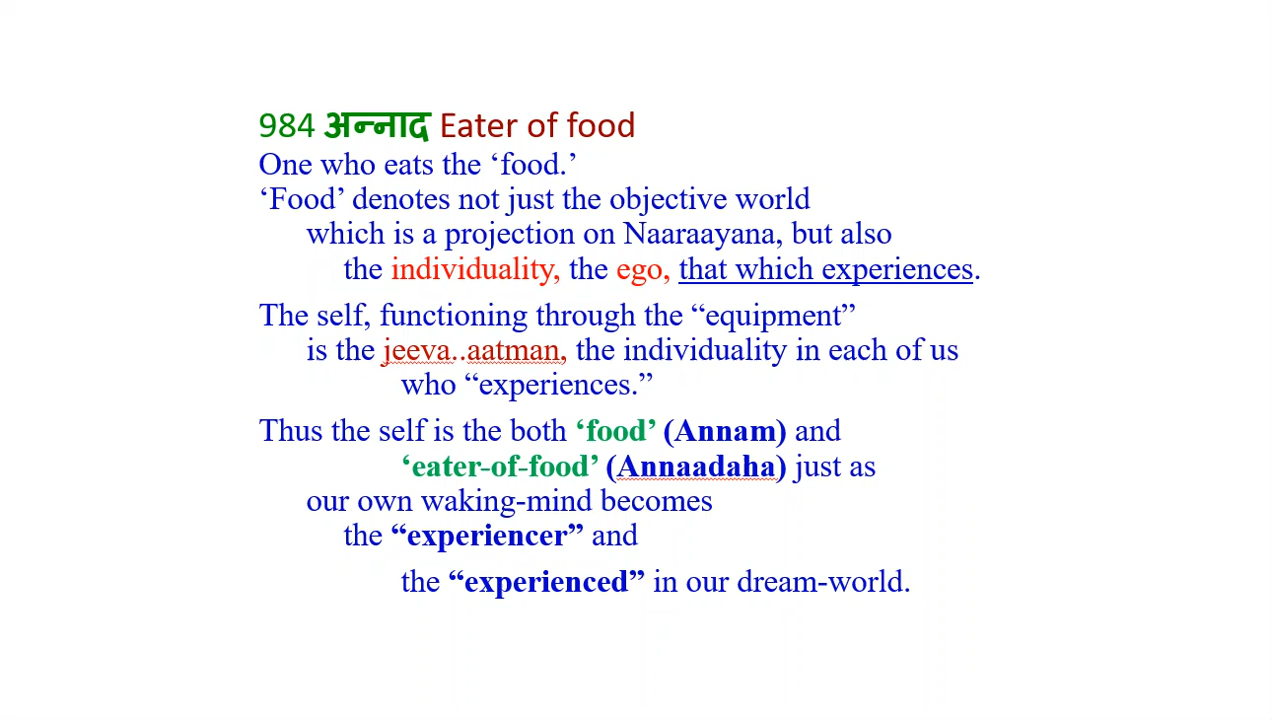 984 अन्नाद Eater of food
One who eats the ‘food.’
‘Food’ denotes not just the objective world
which is a projection on Naaraayana, but also
the individuality, the ego, that which experiences.
The self, functioning through the “equipment”
is the jeeva..aatman, the individuality in each of us
who “experiences.”
Thus the self is the both ‘food’ (Annam) and
‘eater-of-food’ (Annaadaha) just as
our own waking-mind becomes
the “experiencer” and
the “experienced” in our dream-world.